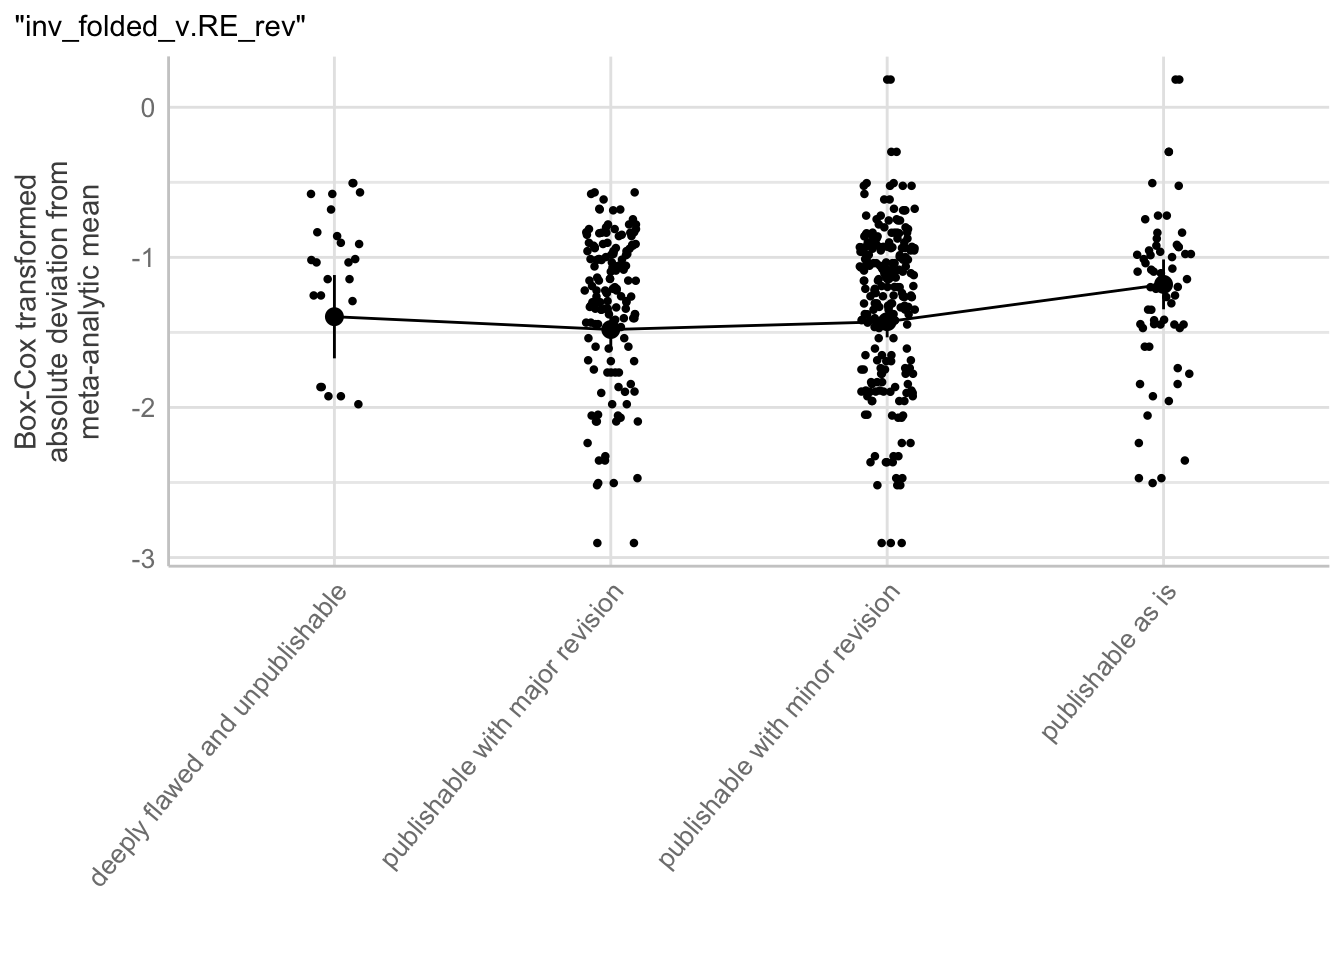 "inv_folded_v.RE_rev"
Box-Cox transformed
absolute deviation from
meta-analytic mean
0
-1
-2
-3
deeply flawed and unpublishable
publishable with major revision
publishable with minor revision
publishable as is